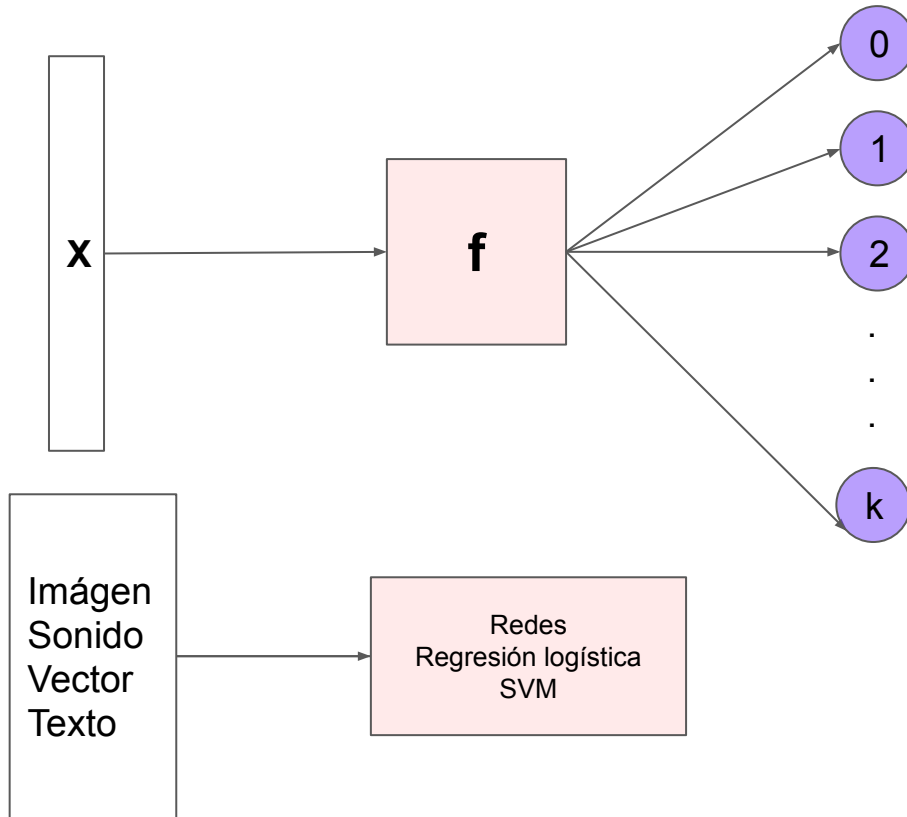 X
f
0
1
2
.
.
.
k
Imágen
Sonido
Vector
Texto
Redes
Regresión logística
SVM